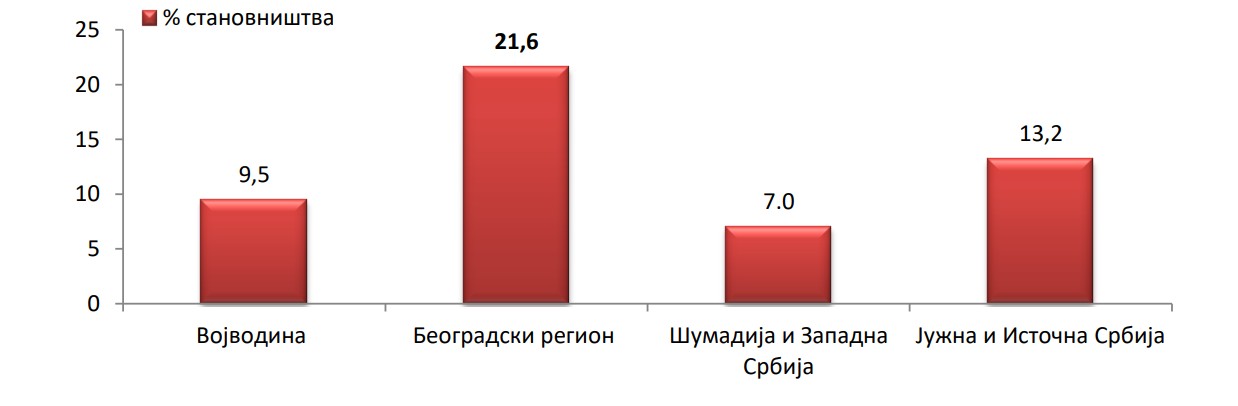 % становништва
25
20
15
10
5
0
9,5
21,6
7.0
13,2
Војводина
Београдски регион
Шумадија и Западна
Србија
Јужна и Источна Србија